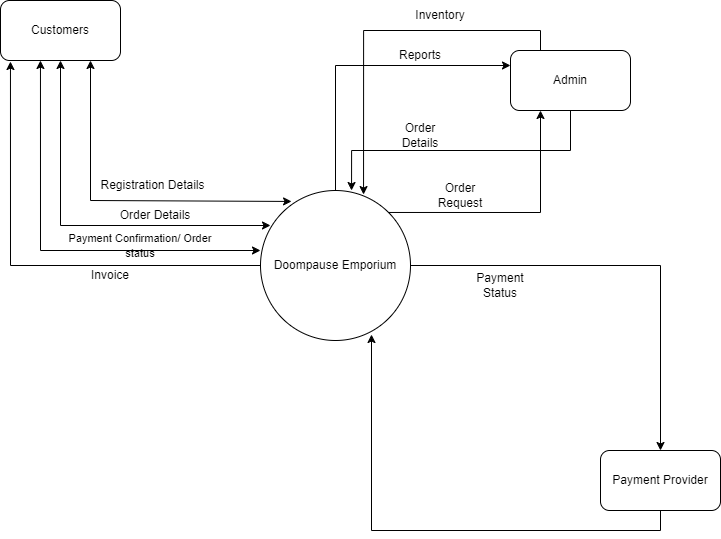 Inventory
Customers
Reports
Admin
Order
Details
Registration Details
Order
Request
Order Details
Payment Confirmation/ Order
status
Invoice
Doompause Emporium
Payment
Status
Payment Provider